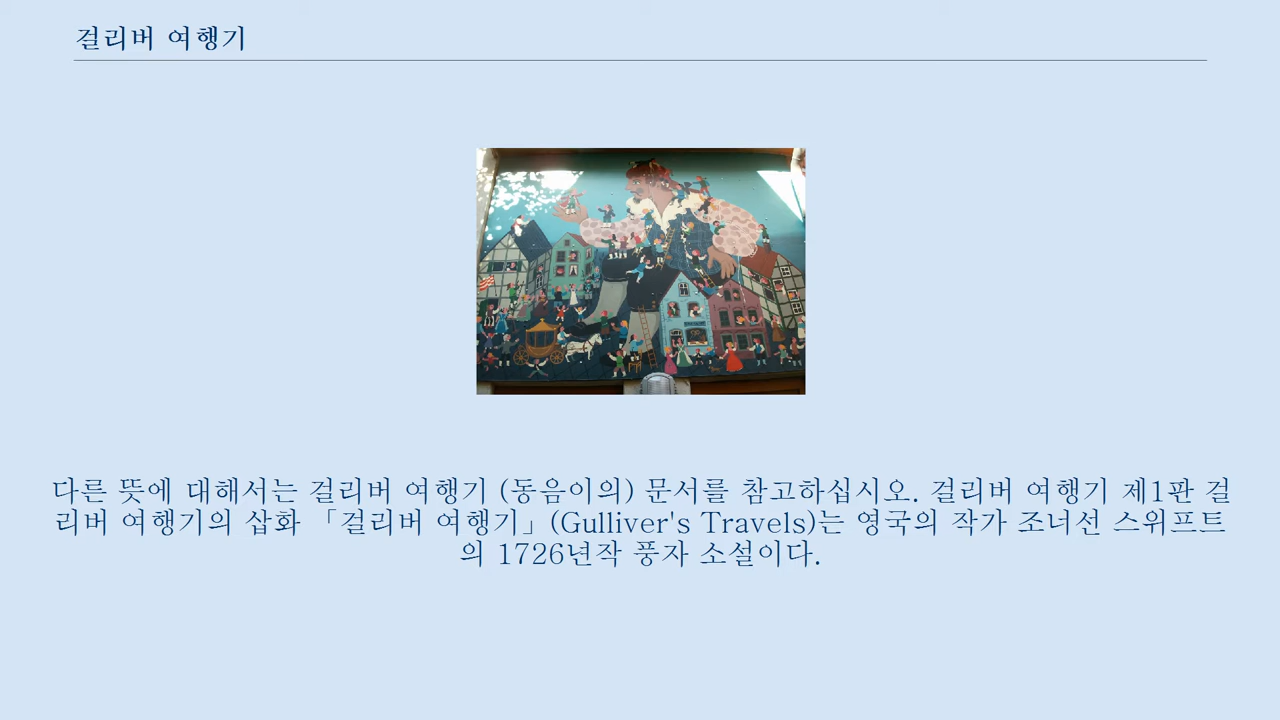 걸리버 여행기
다른 뜻에 대해서는 걸리버 여행기 (동음이의) 문서를 참고하십시오. 걸리버 여행기 제1판 걸
리버 여행기의 삽화 「걸리버 여행기」(Gulliver's Travels)는 영국의 작가 조너선 스위프트
의 1726년작 풍자 소설이다.